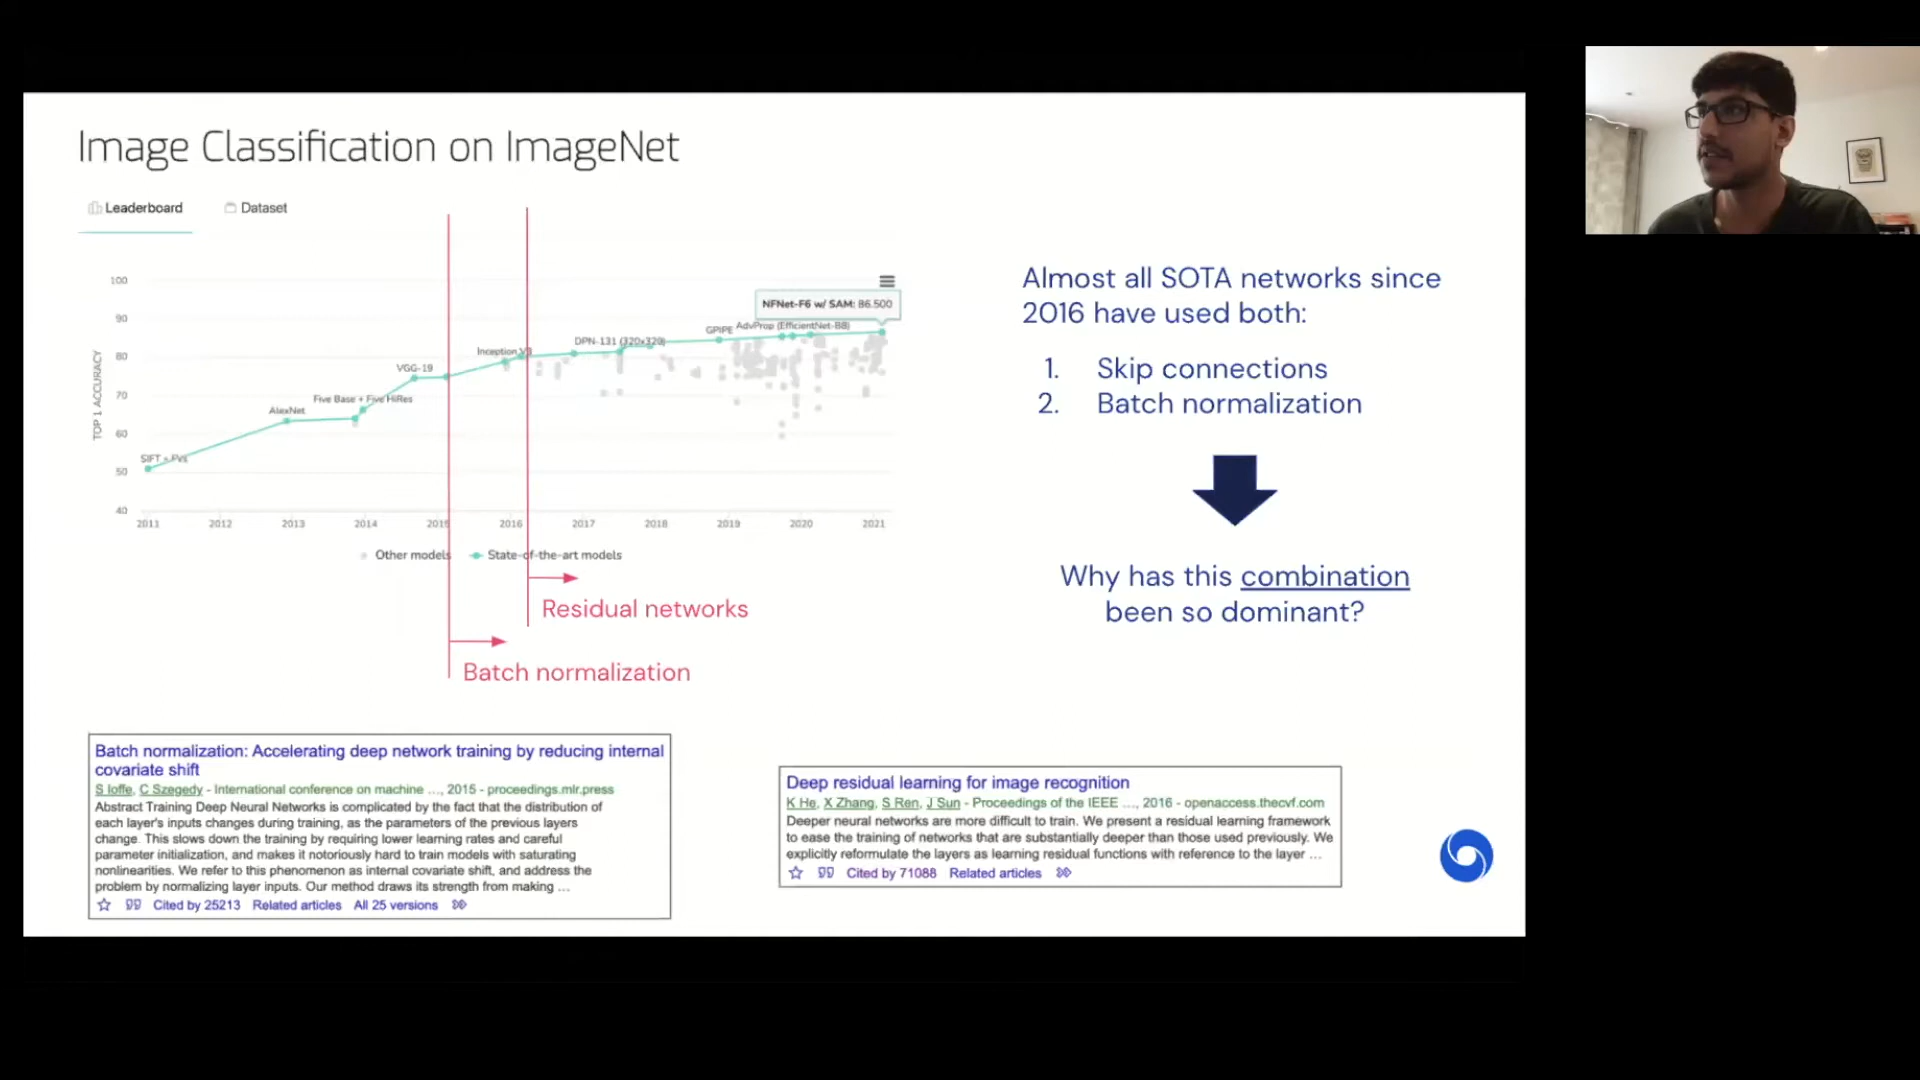 Image Classification on ImageNet
Leaderboard
Dataset
100
90
80
70
60
50
40
TOP 1 ACCURACY
SIFT + FVs
AlexNet
Five Base + Five HiRes
VGG-19
Inception V3
DPN-131 (320x320)
GPIPE
AdvProp (EfficientNet-B8)
NFNet-F6 w/ SAM: 86.500
2011 2012 2013 2014 2015 2016 2017 2018 2019 2020 2021
Other models
State-of-the-art models
Residual networks
Batch normalization
Almost all SOTA networks since
2016 have used both:
1. Skip connections
2. Batch normalization
Why has this combination
been so dominant?
Batch normalization: Accelerating deep network training by reducing internal
covariate shift
S Ioffe, C Szegedy - International conference on machine ..., 2015 - proceedings.mlr.press
Abstract Training Deep Neural Networks is complicated by the fact that the distribution of
each layer's inputs changes during training, as the parameters of the previous layers
change. This slows down the training by requiring lower learning rates and careful
parameter initialization, and makes it notoriously hard to train models with saturating
nonlinearities. We refer to this phenomenon as internal covariate shift, and address the
problem by normalizing layer inputs. Our method draws its strength from making ...
Cited by 25213 Related articles All 25 versions
Deep residual learning for image recognition
K He, X Zhang, S Ren, J Sun - Proceedings of the IEEE ..., 2016 - openaccess.thecvf.com
Deeper neural networks are more difficult to train. We present a residual learning framework
to ease the training of networks that are substantially deeper than those used previously. We
explicitly reformulate the layers as learning residual functions with reference to the layer ...
Cited by 71088 Related articles